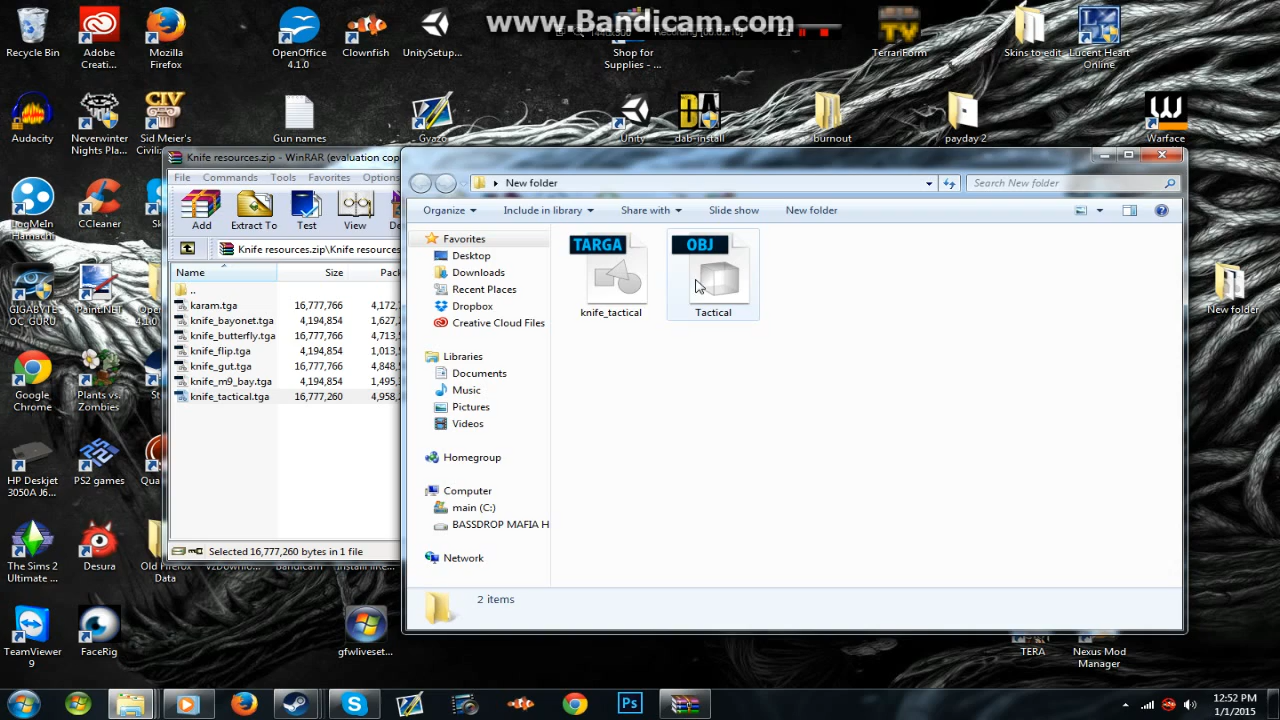 www.Bandicam.com
Recycle Bin
Adobe Creati...
Mozilla Firefox
OpenOffice 4.1.0
Clownfish
UnitySetup...
Shop for Supplies - ...
TerranForm
Skins to edit
Lucent Heart Online
Audacity
Neverwinter Nights Pla...
Sid Meier's Civiliz...
Gun names
Gyazo
Unity
dab-install
burnout
payday 2
Warface
Knife resources.zip - WinRAR (evaluation cop
File Commands Tools Favorites Options
Add
Extract To
Test
View
Knife resources.zip\Knife resources
Name Size Pack
..
karam.tga 16,777,766 4,172,
knife_bayonet.tga 4,194,854 1,627,
knife_butterfly.tga 16,777,766 4,713,
knife_flip.tga 4,194,854 1,013,
knife_gut.tga 16,777,766 4,848,
knife_m9_bay.tga 4,194,854 1,495,
knife_tactical.tga 16,777,260 4,958,
Selected 16,777,260 bytes in 1 file
New folder
Search New folder
Organize Include in library Share with Slide show New folder
Favorites
Desktop
Downloads
Recent Places
Dropbox
Creative Cloud Files
Libraries
Documents
Music
Pictures
Videos
Homegroup
Computer
main (C:)
BASSDROP MAFIA H
Network
TARGA
knife_tactical
OBJ
Tactical
2 items
LogMeIn Hamachi
CCleaner
GIGABYTE OC_GURU
Paint.NET
New folder
Google Chrome
Plants vs. Zombies
HP Deskjet 3050A J6...
PS2 games
The Sims 2 Ultimate ...
Desura
Old Firefox Data
Bandicam
TeamViewer 9
FaceRig
gfwliveset...
TERA
Nexus Mod Manager
Ps
12:52 PM
1/1/2015